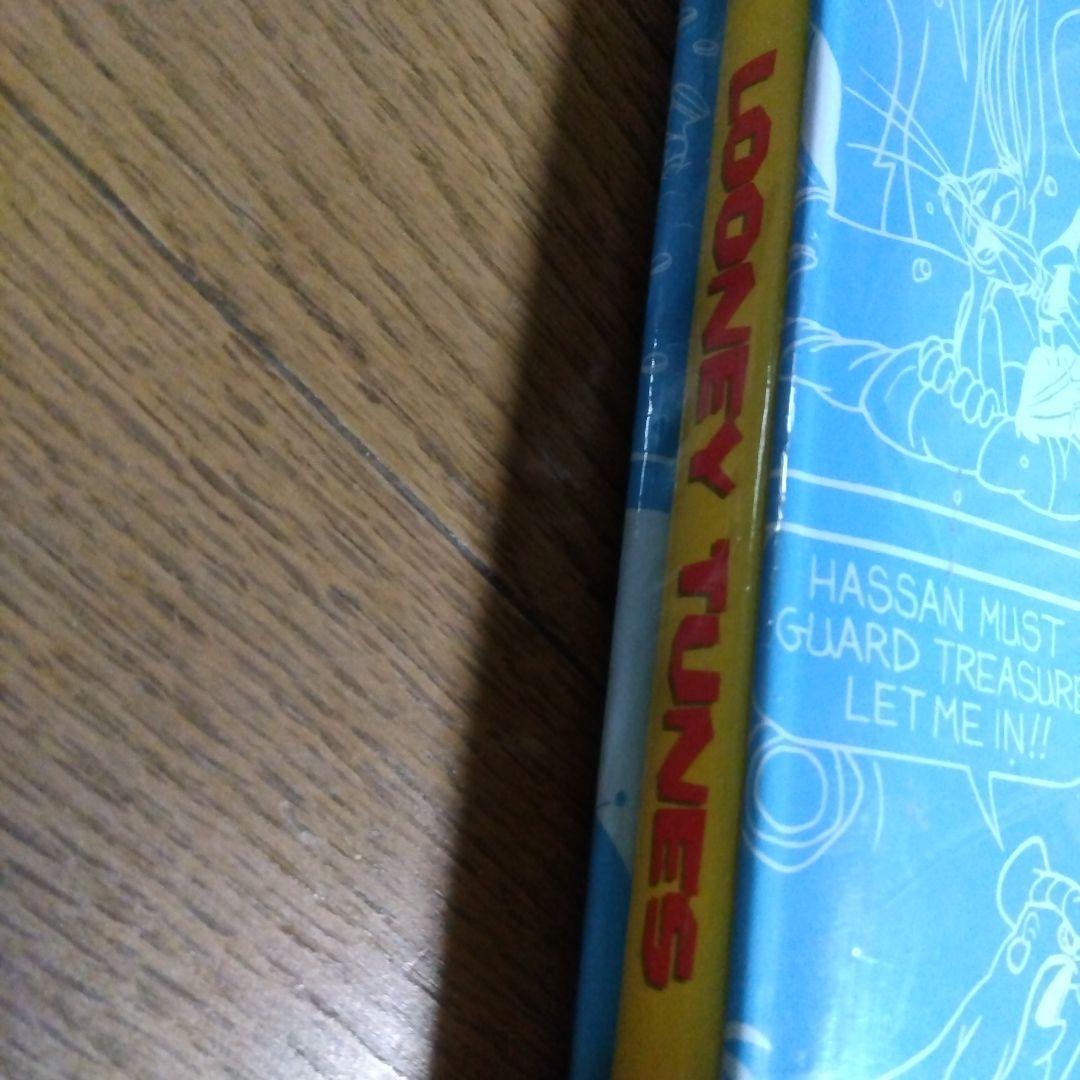 LOONEY TUNES
HASSAN MUST
GUARD TREASURE
LET ME IN!!